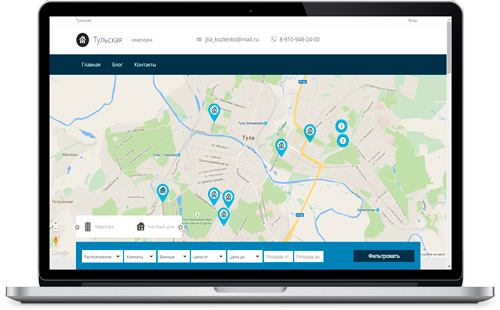 Тульская
Вход
Тульская квартирна
jlia_kozlenko@mail.ru
8-910-948-24-00
Главная Блог Контакты
Тула
квартира
частный дом
Расположение Комнаты Ванные Цена от Цена до Площадь от Площадь до Фильтровать
Google